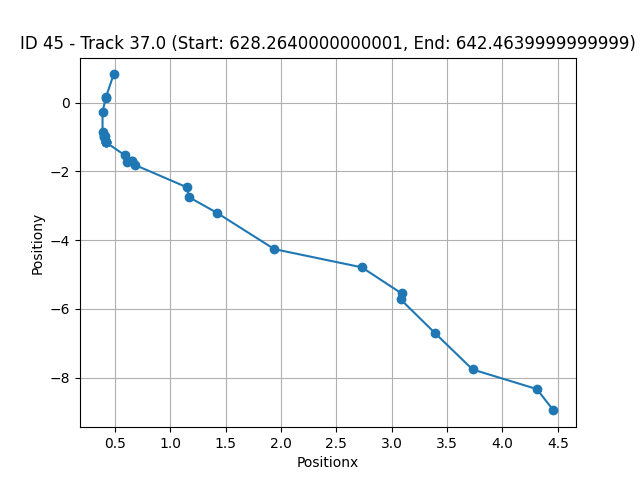 ID 45 - Track 37.0 (Start: 628.2640000000001, End: 642.4639999999999)
0
−2
−4
−6
−8
Positiony
0.5 1.0 1.5 2.0 2.5 3.0 3.5 4.0 4.5
Positionx